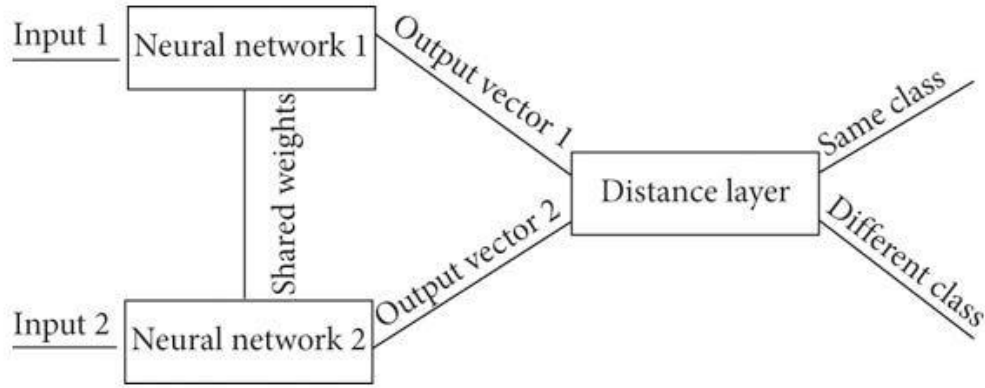 Input 1
Neural network 1
Output vector 1
Shared weights
Same class
Distance layer
Output vector 2
Different class
Input 2
Neural network 2